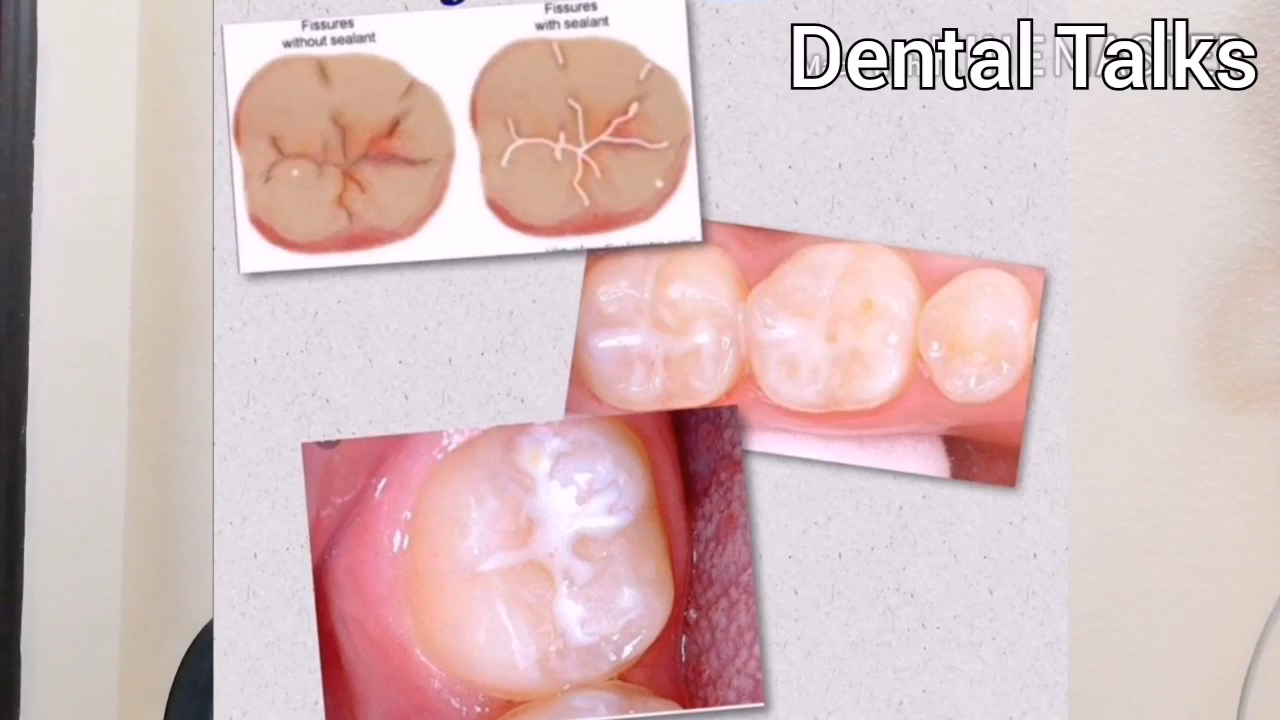 Fissures
without sealant
Fissures
with sealant
Dental Talks